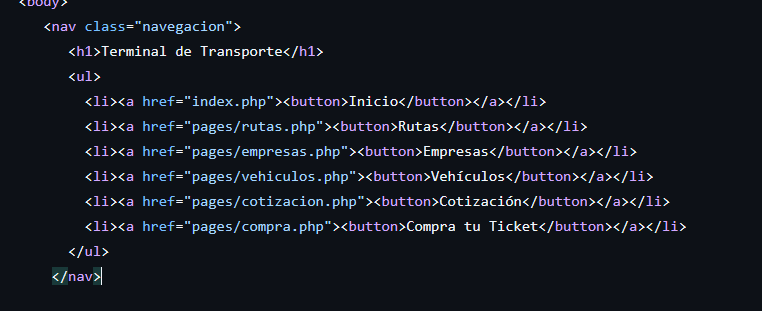 <body>
<nav class="navegacion">
<h1>Terminal de Transporte</h1>
<ul>
<li><a href="index.php"><button>Inicio</button></a></li>
<li><a href="pages/rutas.php"><button>Rutas</button></a></li>
<li><a href="pages/empresas.php"><button>Empresas</button></a></li>
<li><a href="pages/vehiculos.php"><button>Vehículos</button></a></li>
<li><a href="pages/cotizacion.php"><button>Cotización</button></a></li>
<li><a href="pages/compra.php"><button>Compra tu Ticket</button></a></li>
</ul>
</nav>